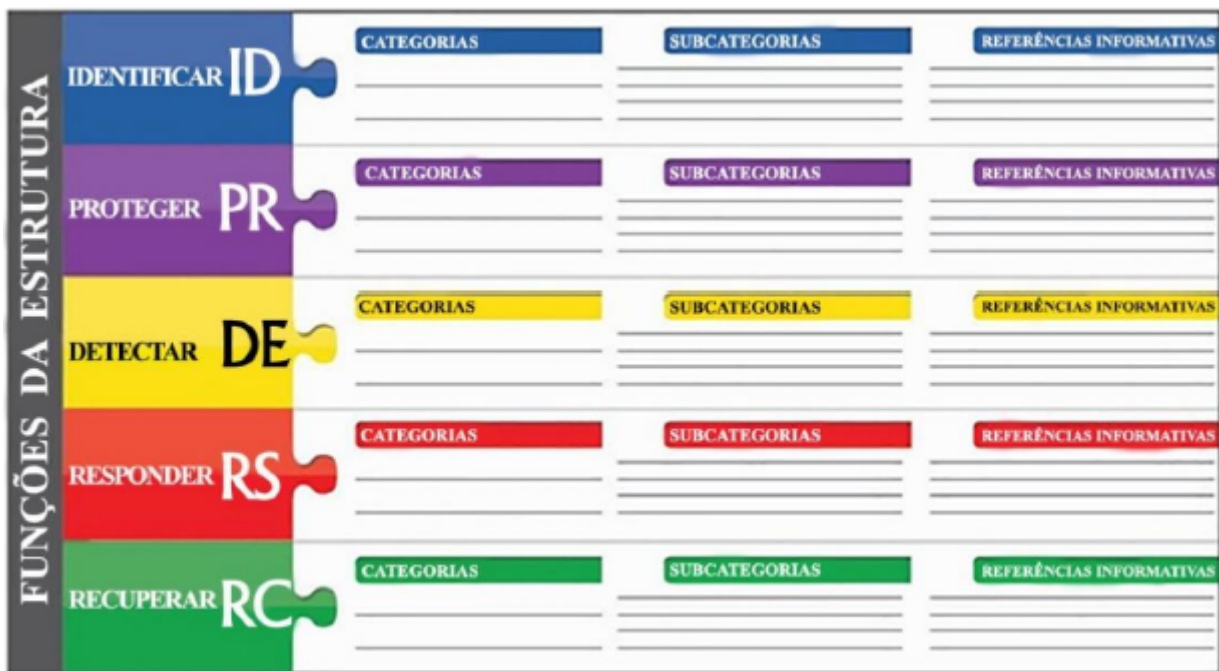 FUNÇÕES DA ESTRUTURA
IDENTIFICAR ID
CATEGORIAS
SUBCATEGORIAS
REFERÊNCIAS INFORMATIVAS
PROTEGER PR
CATEGORIAS
SUBCATEGORIAS
REFERÊNCIAS INFORMATIVAS
DETECTAR DE
CATEGORIAS
SUBCATEGORIAS
REFERÊNCIAS INFORMATIVAS
RESPONDER RS
CATEGORIAS
SUBCATEGORIAS
REFERÊNCIAS INFORMATIVAS
RECUPERAR RC
CATEGORIAS
SUBCATEGORIAS
REFERÊNCIAS INFORMATIVAS